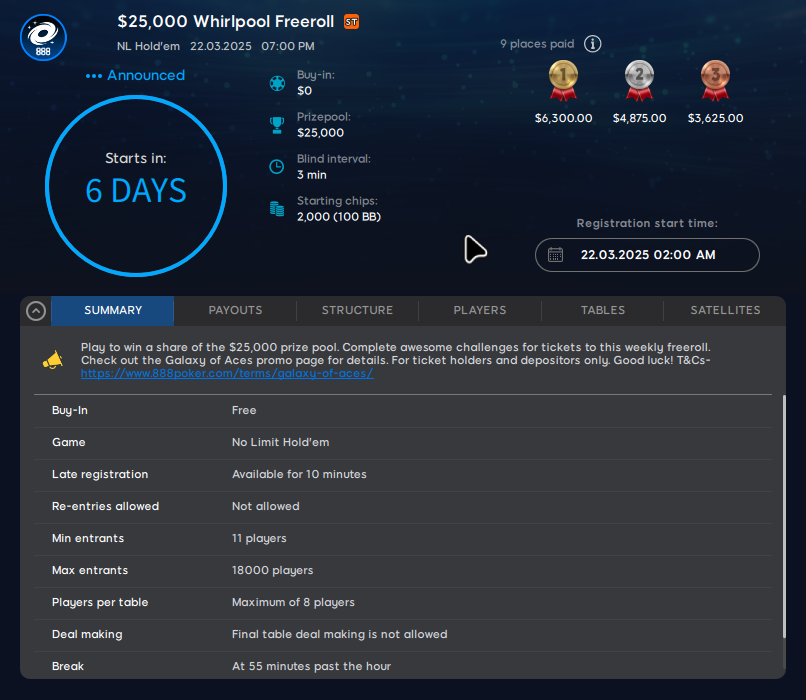 $25,000 Whirlpool Freeroll ST
888
NL Hold'em 22.03.2025 07:00 PM
Announced
Starts in:
6 DAYS
Buy-in:
$0
Prizepool:
$25,000
Blind interval:
3 min
Starting chips:
2,000 (100 BB)
9 places paid
1 2 3
$6,300.00 $4,875.00 $3,625.00
Registration start time:
22.03.2025 02:00 AM
SUMMARY PAYOUTS STRUCTURE PLAYERS TABLES SATELLITES
Play to win a share of the $25,000 prize pool. Complete awesome challenges for tickets to this weekly freeroll.
Check out the Galaxy of Aces promo page for details. For ticket holders and depositors only. Good luck! T&Cs-
https://www.888poker.com/terms/galaxy-of-aces/
Buy-In Free
Game No Limit Hold'em
Late registration Available for 10 minutes
Re-entries allowed Not allowed
Min entrants 11 players
Max entrants 18000 players
Players per table Maximum of 8 players
Deal making Final table deal making is not allowed
Break At 55 minutes past the hour